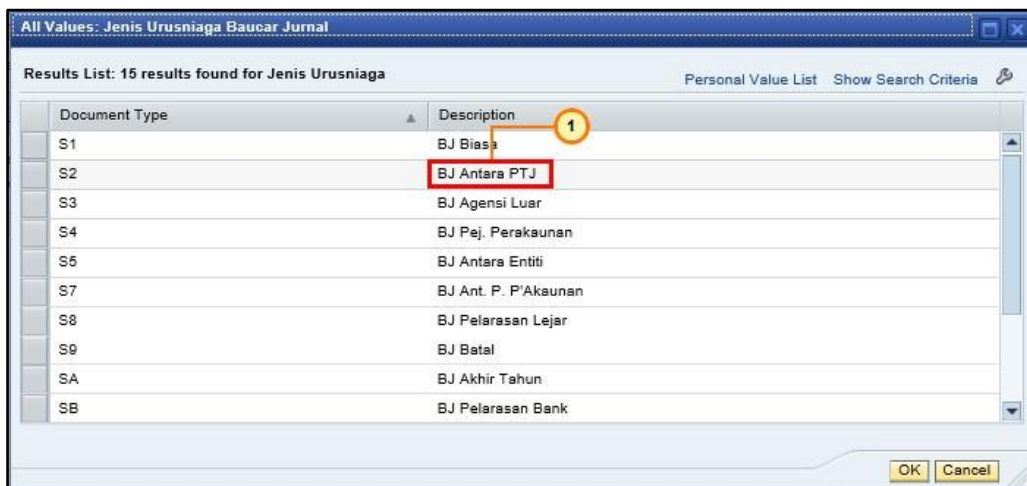 All Values: Jenis Urusniaga Baucar Jurnal
Results List: 15 results found for Jenis Urusniaga
Personal Value List Show Search Criteria
Document Type Description
1
S1 BJ Biasa
S2 BJ Antara PTJ
S3 BJ Agensi Luar
S4 BJ Pej. Perakaunan
S5 BJ Antara Entiti
S7 BJ Ant. P. P'Akaunan
S8 BJ Pelarasan Lejar
S9 BJ Batal
SA BJ Akhir Tahun
SB BJ Pelarasan Bank
OK Cancel